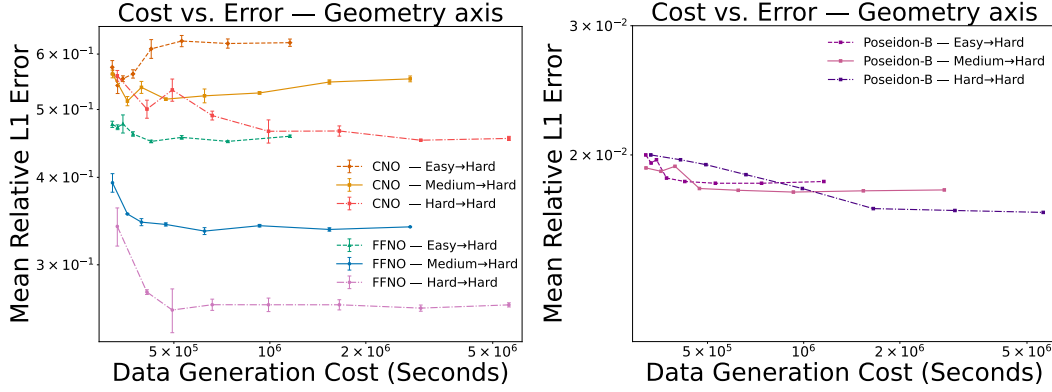 Cost vs. Error — Geometry axis
Mean Relative L1 Error
6 × 10⁻¹
5 × 10⁻¹
4 × 10⁻¹
3 × 10⁻¹
CNO — Easy→Hard
CNO — Medium→Hard
CNO — Hard→Hard
FFNO — Easy→Hard
FFNO — Medium→Hard
FFNO — Hard→Hard
5 × 10⁵
10⁶
2 × 10⁶
5 × 10⁶
Data Generation Cost (Seconds)
Cost vs. Error — Geometry axis
Mean Relative L1 Error
3 × 10⁻²
2 × 10⁻²
Poseidon-B — Easy→Hard
Poseidon-B — Medium→Hard
Poseidon-B — Hard→Hard
5 × 10⁵
10⁶
2 × 10⁶
5 × 10⁶
Data Generation Cost (Seconds)